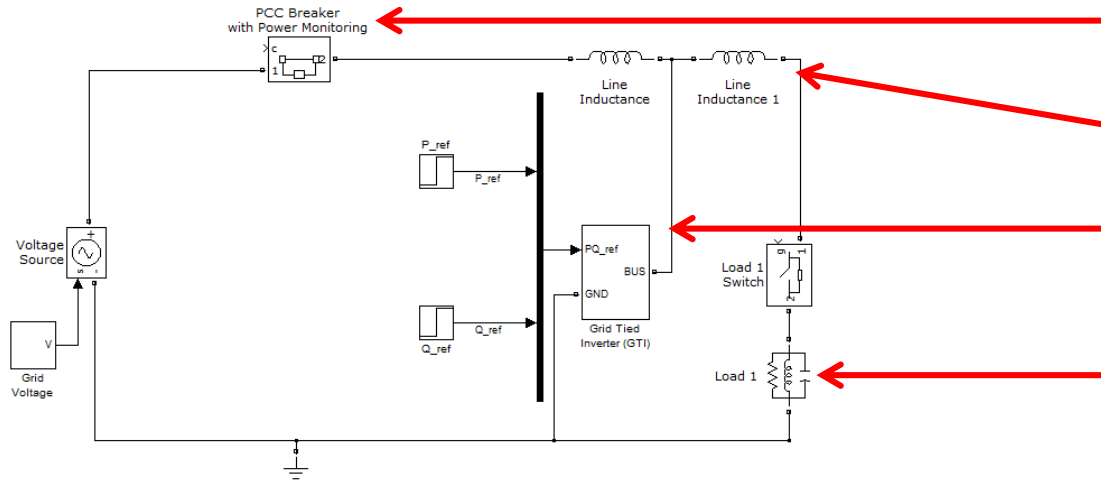 PCC Breaker
with Power Monitoring
c
1
2
Line
Inductance
Line
Inductance 1
P_ref
P_ref
Voltage
Source
+
s
-
PQ_ref
BUS
GND
Grid Tied
Inverter (GTI)
Load 1
Switch
g
1
2
Q_ref
Q_ref
V
Grid
Voltage
Load 1